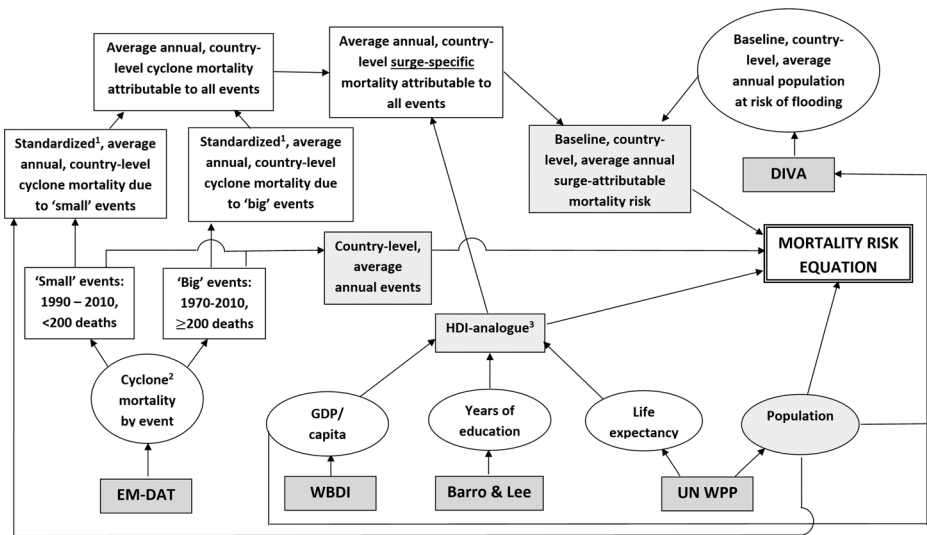 Average annual, country-
level cyclone mortality
attributable to all events
Average annual, country-
level surge-specific
mortality attributable to
all events
Baseline, country-
level, average
annual population
at risk of flooding
Standardized¹, average
annual, country-level
cyclone mortality due
to ‘small’ events
Standardized¹, average
annual, country-level
cyclone mortality due
to ‘big’ events
Baseline, country-
level, average annual
surge-attributable
mortality risk
DIVA
‘Small’ events:
1990 – 2010,
<200 deaths
‘Big’ events:
1970-2010,
≥200 deaths
Country-level,
average
annual events
MORTALITY RISK
EQUATION
HDI-analogue³
Cyclone²
mortality
by event
GDP/
capita
Years of
education
Life
expectancy
Population
EM-DAT
WBDI
Barro & Lee
UN WPP